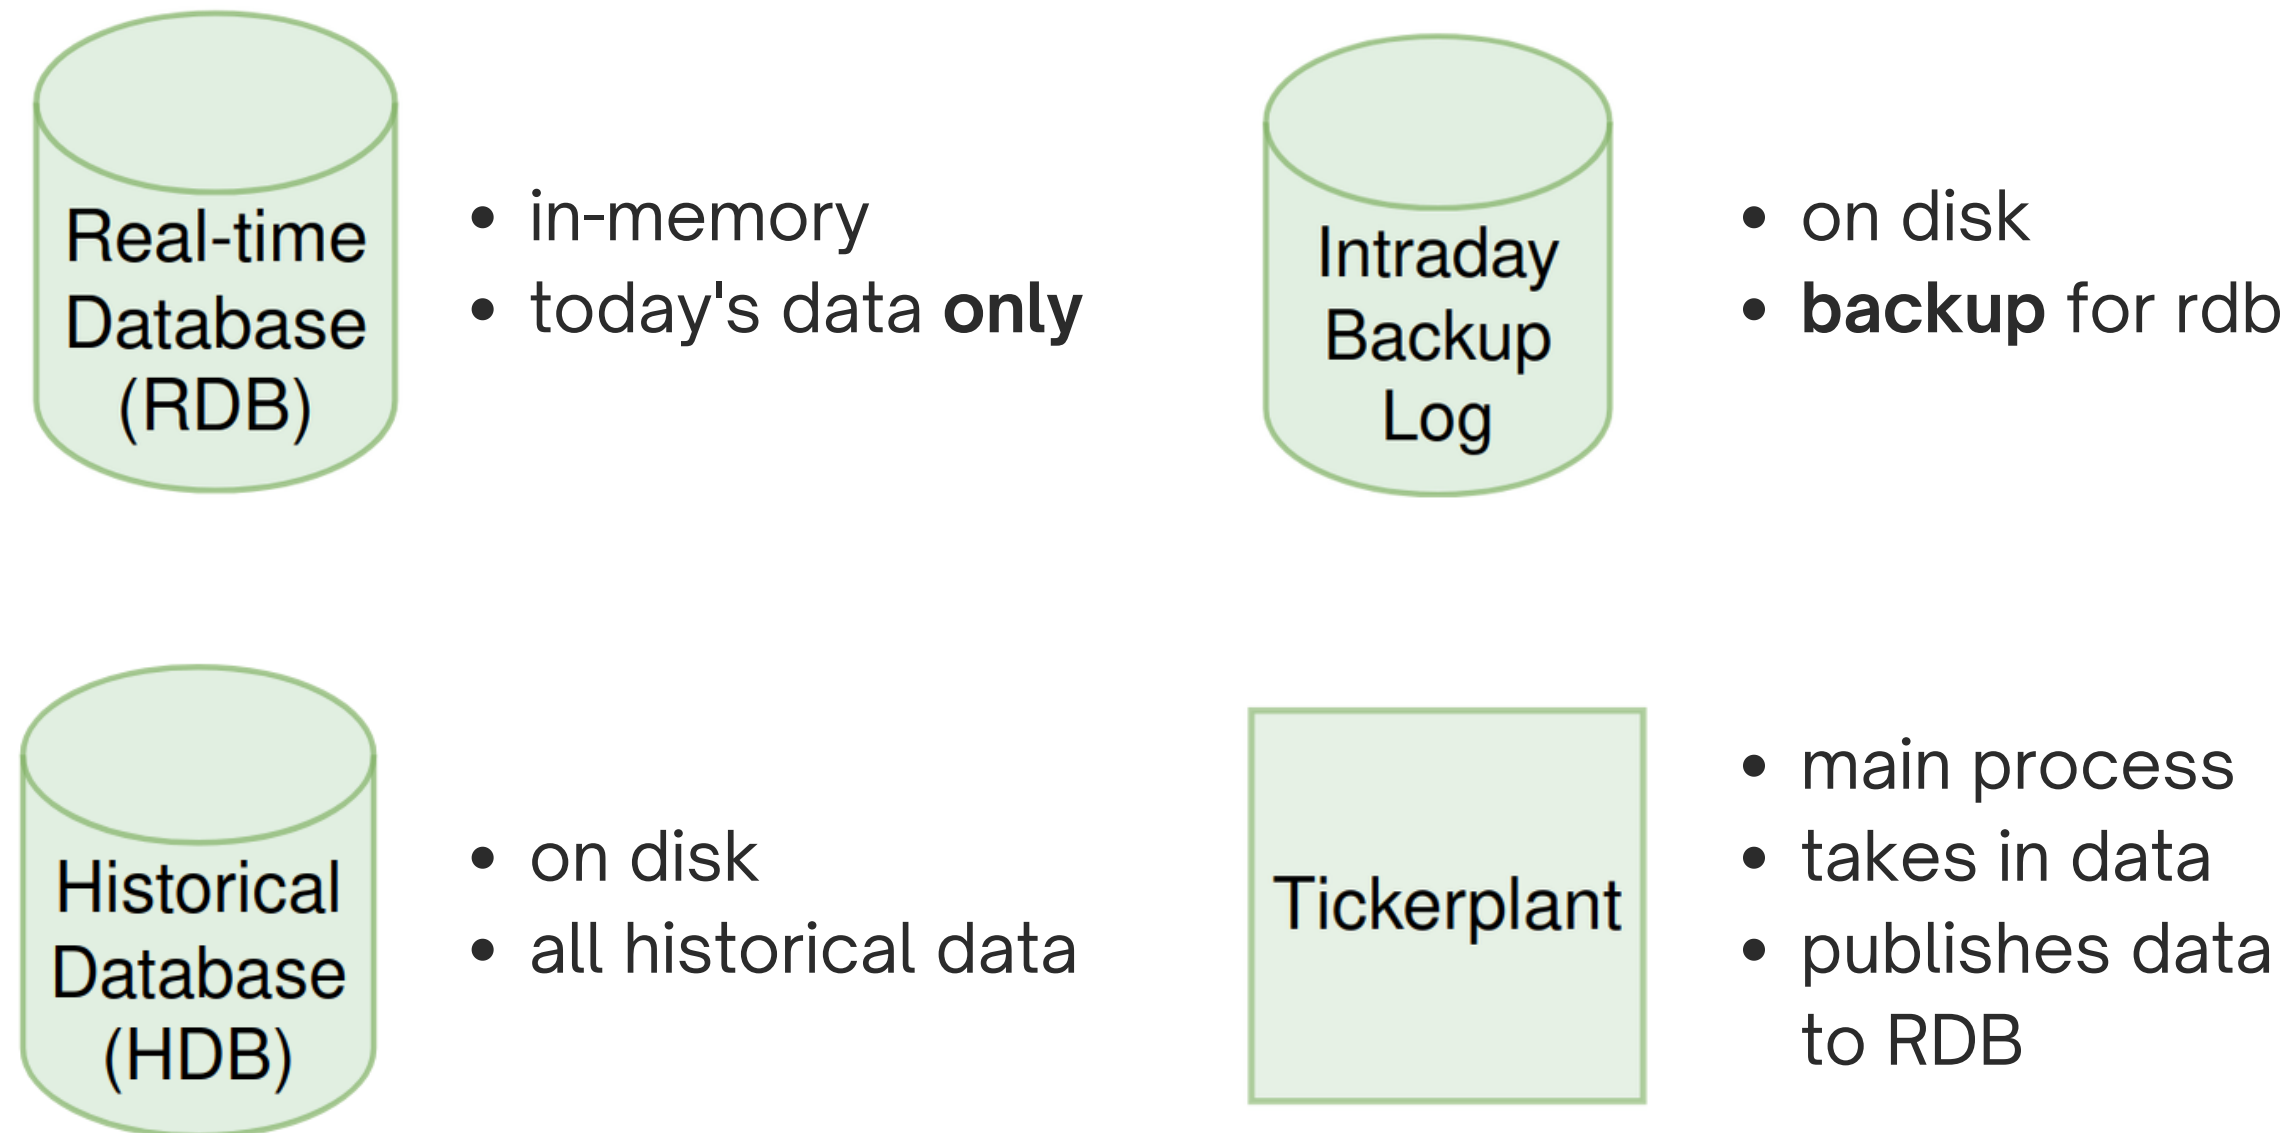 Real-time
Database
(RDB)
• in-memory
• today's data only
Intraday
Backup
Log
• on disk
• backup for rdb
Historical
Database
(HDB)
• on disk
• all historical data
Tickerplant
• main process
• takes in data
• publishes data
to RDB